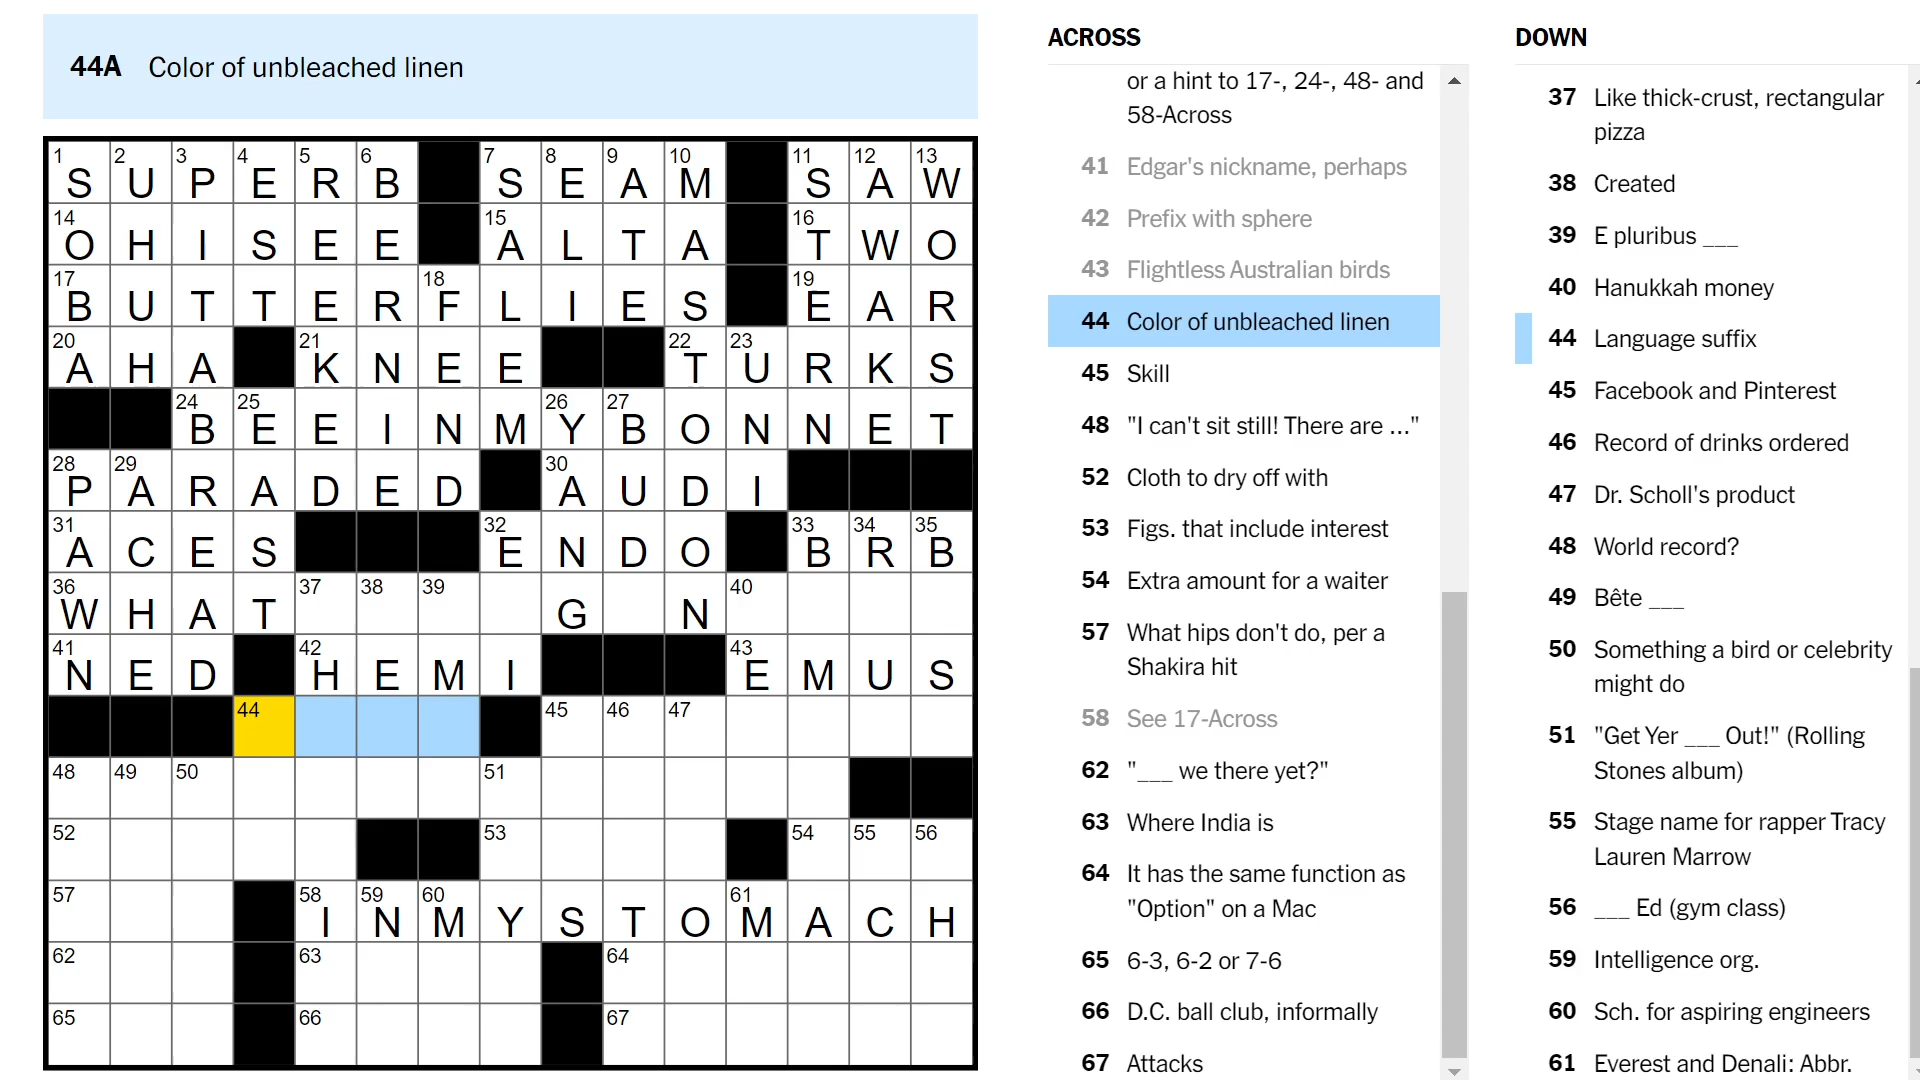 44A Color of unbleached linen
1 2 3 4 5 6 7 8 9 10 11 12 13
S U P E R B S E A M S A W
14 15 16
O H I S E E A L T A T W O
17 18 19
B U T T E R F L I E S E A R
20 21 22 23
A H A K N E E T U R K S
24 25 26 27
B E E I N M Y B O N N E T
28 29 30
P A R A D E D A U D I
31 32 33 34 35
A C E S E N D O B R B
36 37 38 39 40
W H A T G N
41 42 43
N E D H E M I E M U S
44 45 46 47
48 49 50 51
52 53 54 55 56
57 58 59 60 61
I N M Y S T O M A C H
62 63 64
65 66 67
ACROSS
or a hint to 17-, 24-, 48- and
58-Across
41 Edgar's nickname, perhaps
42 Prefix with sphere
43 Flightless Australian birds
44 Color of unbleached linen
45 Skill
48 "I can't sit still! There are ..."
52 Cloth to dry off with
53 Figs. that include interest
54 Extra amount for a waiter
57 What hips don't do, per a
Shakira hit
58 See 17-Across
62 "___ we there yet?"
63 Where India is
64 It has the same function as
"Option" on a Mac
65 6-3, 6-2 or 7-6
66 D.C. ball club, informally
67 Attacks
DOWN
37 Like thick-crust, rectangular
pizza
38 Created
39 E pluribus ___
40 Hanukkah money
44 Language suffix
45 Facebook and Pinterest
46 Record of drinks ordered
47 Dr. Scholl's product
48 World record?
49 Bête ___
50 Something a bird or celebrity
might do
51 "Get Yer ___ Out!" (Rolling
Stones album)
55 Stage name for rapper Tracy
Lauren Marrow
56 ___ Ed (gym class)
59 Intelligence org.
60 Sch. for aspiring engineers
61 Everest and Denali: Abbr.